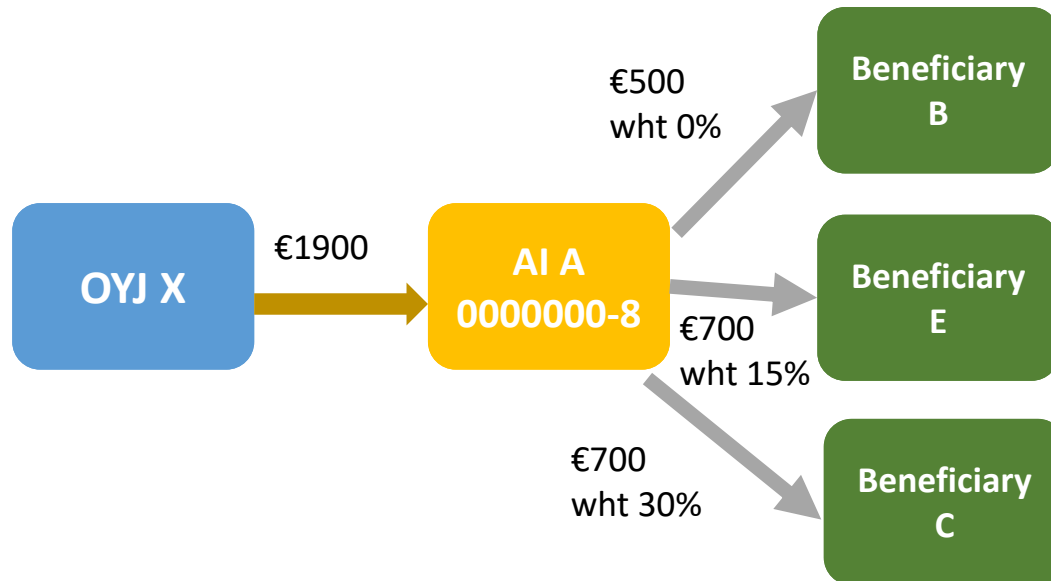 OYJ X
€1900
AI A
0000000-8
€500
wht 0%
Beneficiary
B
€700
wht 15%
Beneficiary
E
€700
wht 30%
Beneficiary
C